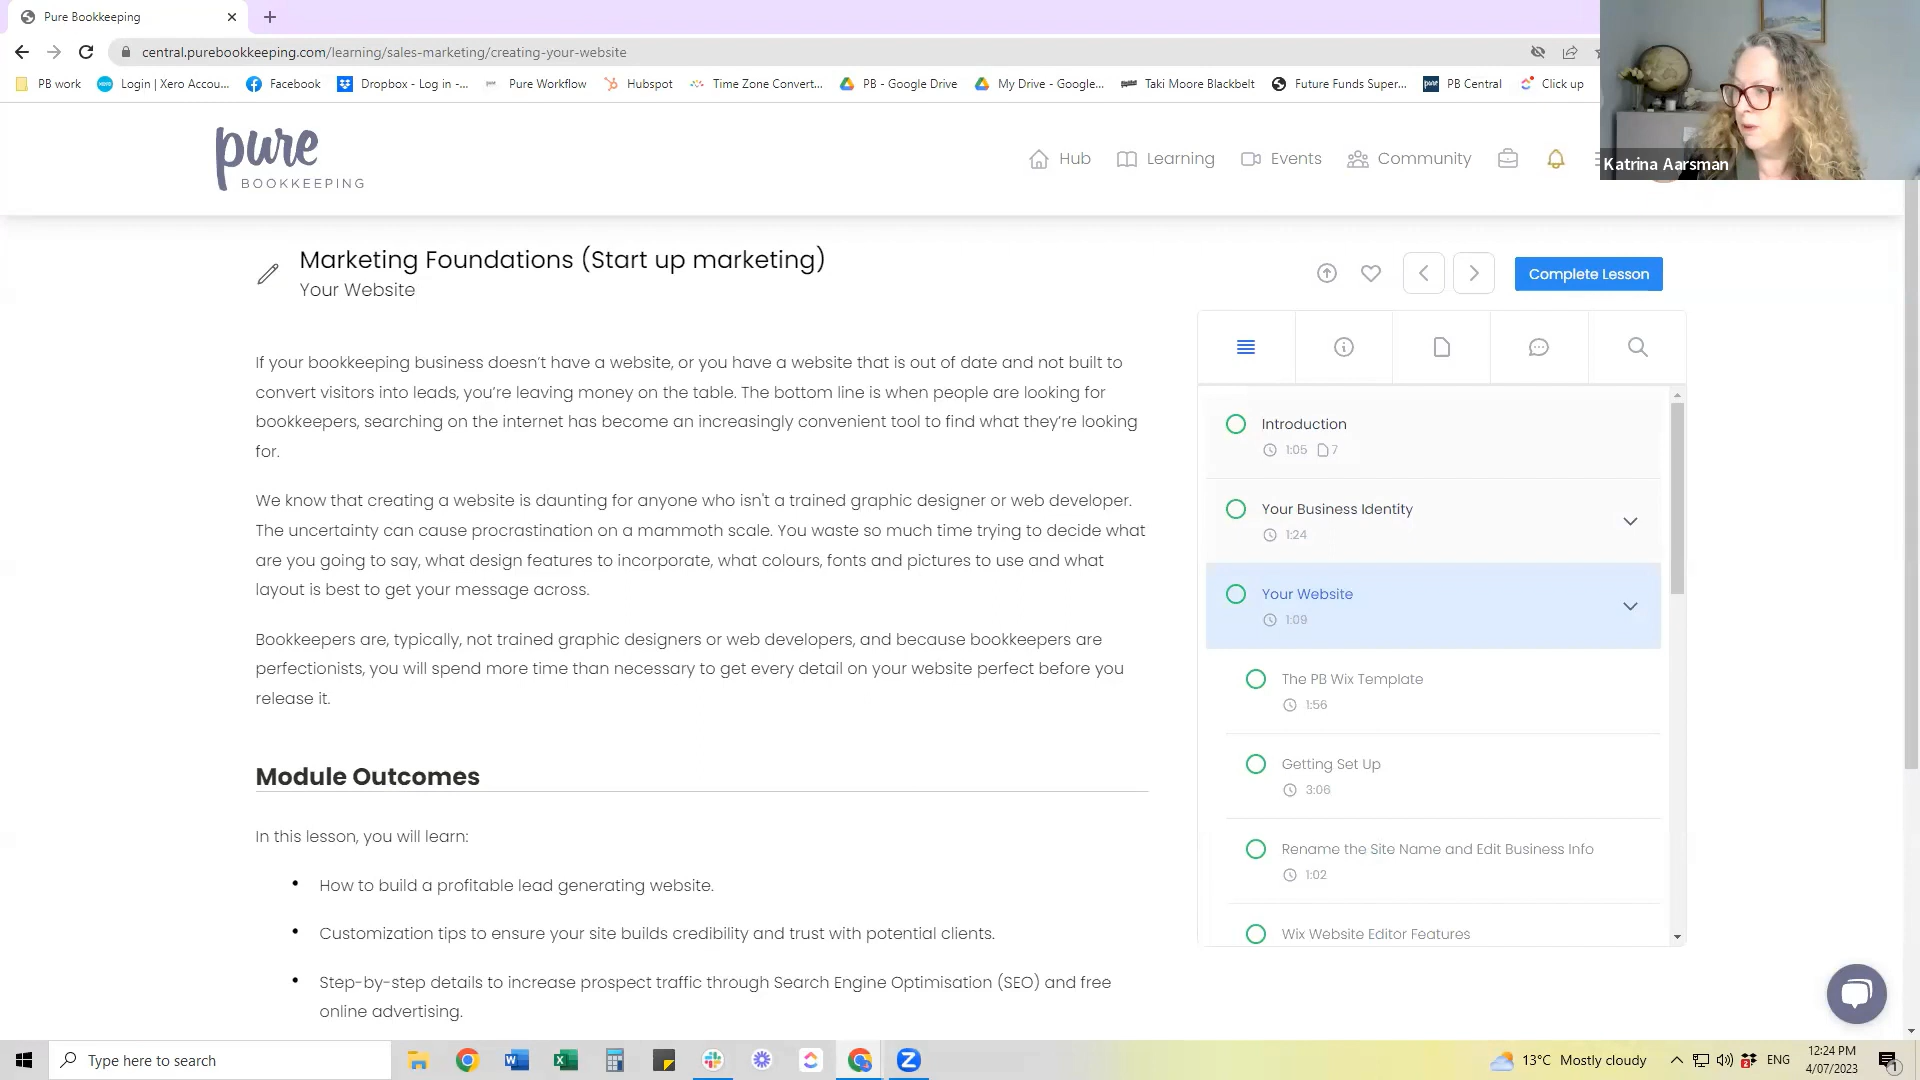 Pure Bookkeeping
central.purebookkeeping.com/learning/sales-marketing/creating-your-website
PB work
Login | Xero Accou...
Facebook
Dropbox - Log in -...
Pure Workflow
Hubspot
Time Zone Convert...
PB - Google Drive
My Drive - Google...
Taki Moore Blackbelt
Future Funds Super...
PB Central
Click up
Katrina Aarsman
pure
BOOKKEEPING
Hub
Learning
Events
Community
Marketing Foundations (Start up marketing)
Your Website
Complete Lesson
If your bookkeeping business doesn't have a website, or you have a website that is out of date and not built to
convert visitors into leads, you're leaving money on the table. The bottom line is when people are looking for
bookkeepers, searching on the internet has become an increasingly convenient tool to find what they're looking
for.
We know that creating a website is daunting for anyone who isn't a trained graphic designer or web developer.
The uncertainty can cause procrastination on a mammoth scale. You waste so much time trying to decide what
are you going to say, what design features to incorporate, what colours, fonts and pictures to use and what
layout is best to get your message across.
Bookkeepers are, typically, not trained graphic designers or web developers, and because bookkeepers are
perfectionists, you will spend more time than necessary to get every detail on your website perfect before you
release it.
Module Outcomes
In this lesson, you will learn:
• How to build a profitable lead generating website.
• Customization tips to ensure your site builds credibility and trust with potential clients.
• Step-by-step details to increase prospect traffic through Search Engine Optimisation (SEO) and free
online advertising.
Introduction
1:05 7
Your Business Identity
1:24
Your Website
1:09
The PB Wix Template
1:56
Getting Set Up
3:06
Rename the Site Name and Edit Business Info
1:02
Wix Website Editor Features
Type here to search
13°C Mostly cloudy
ENG
12:24 PM
4/07/2023